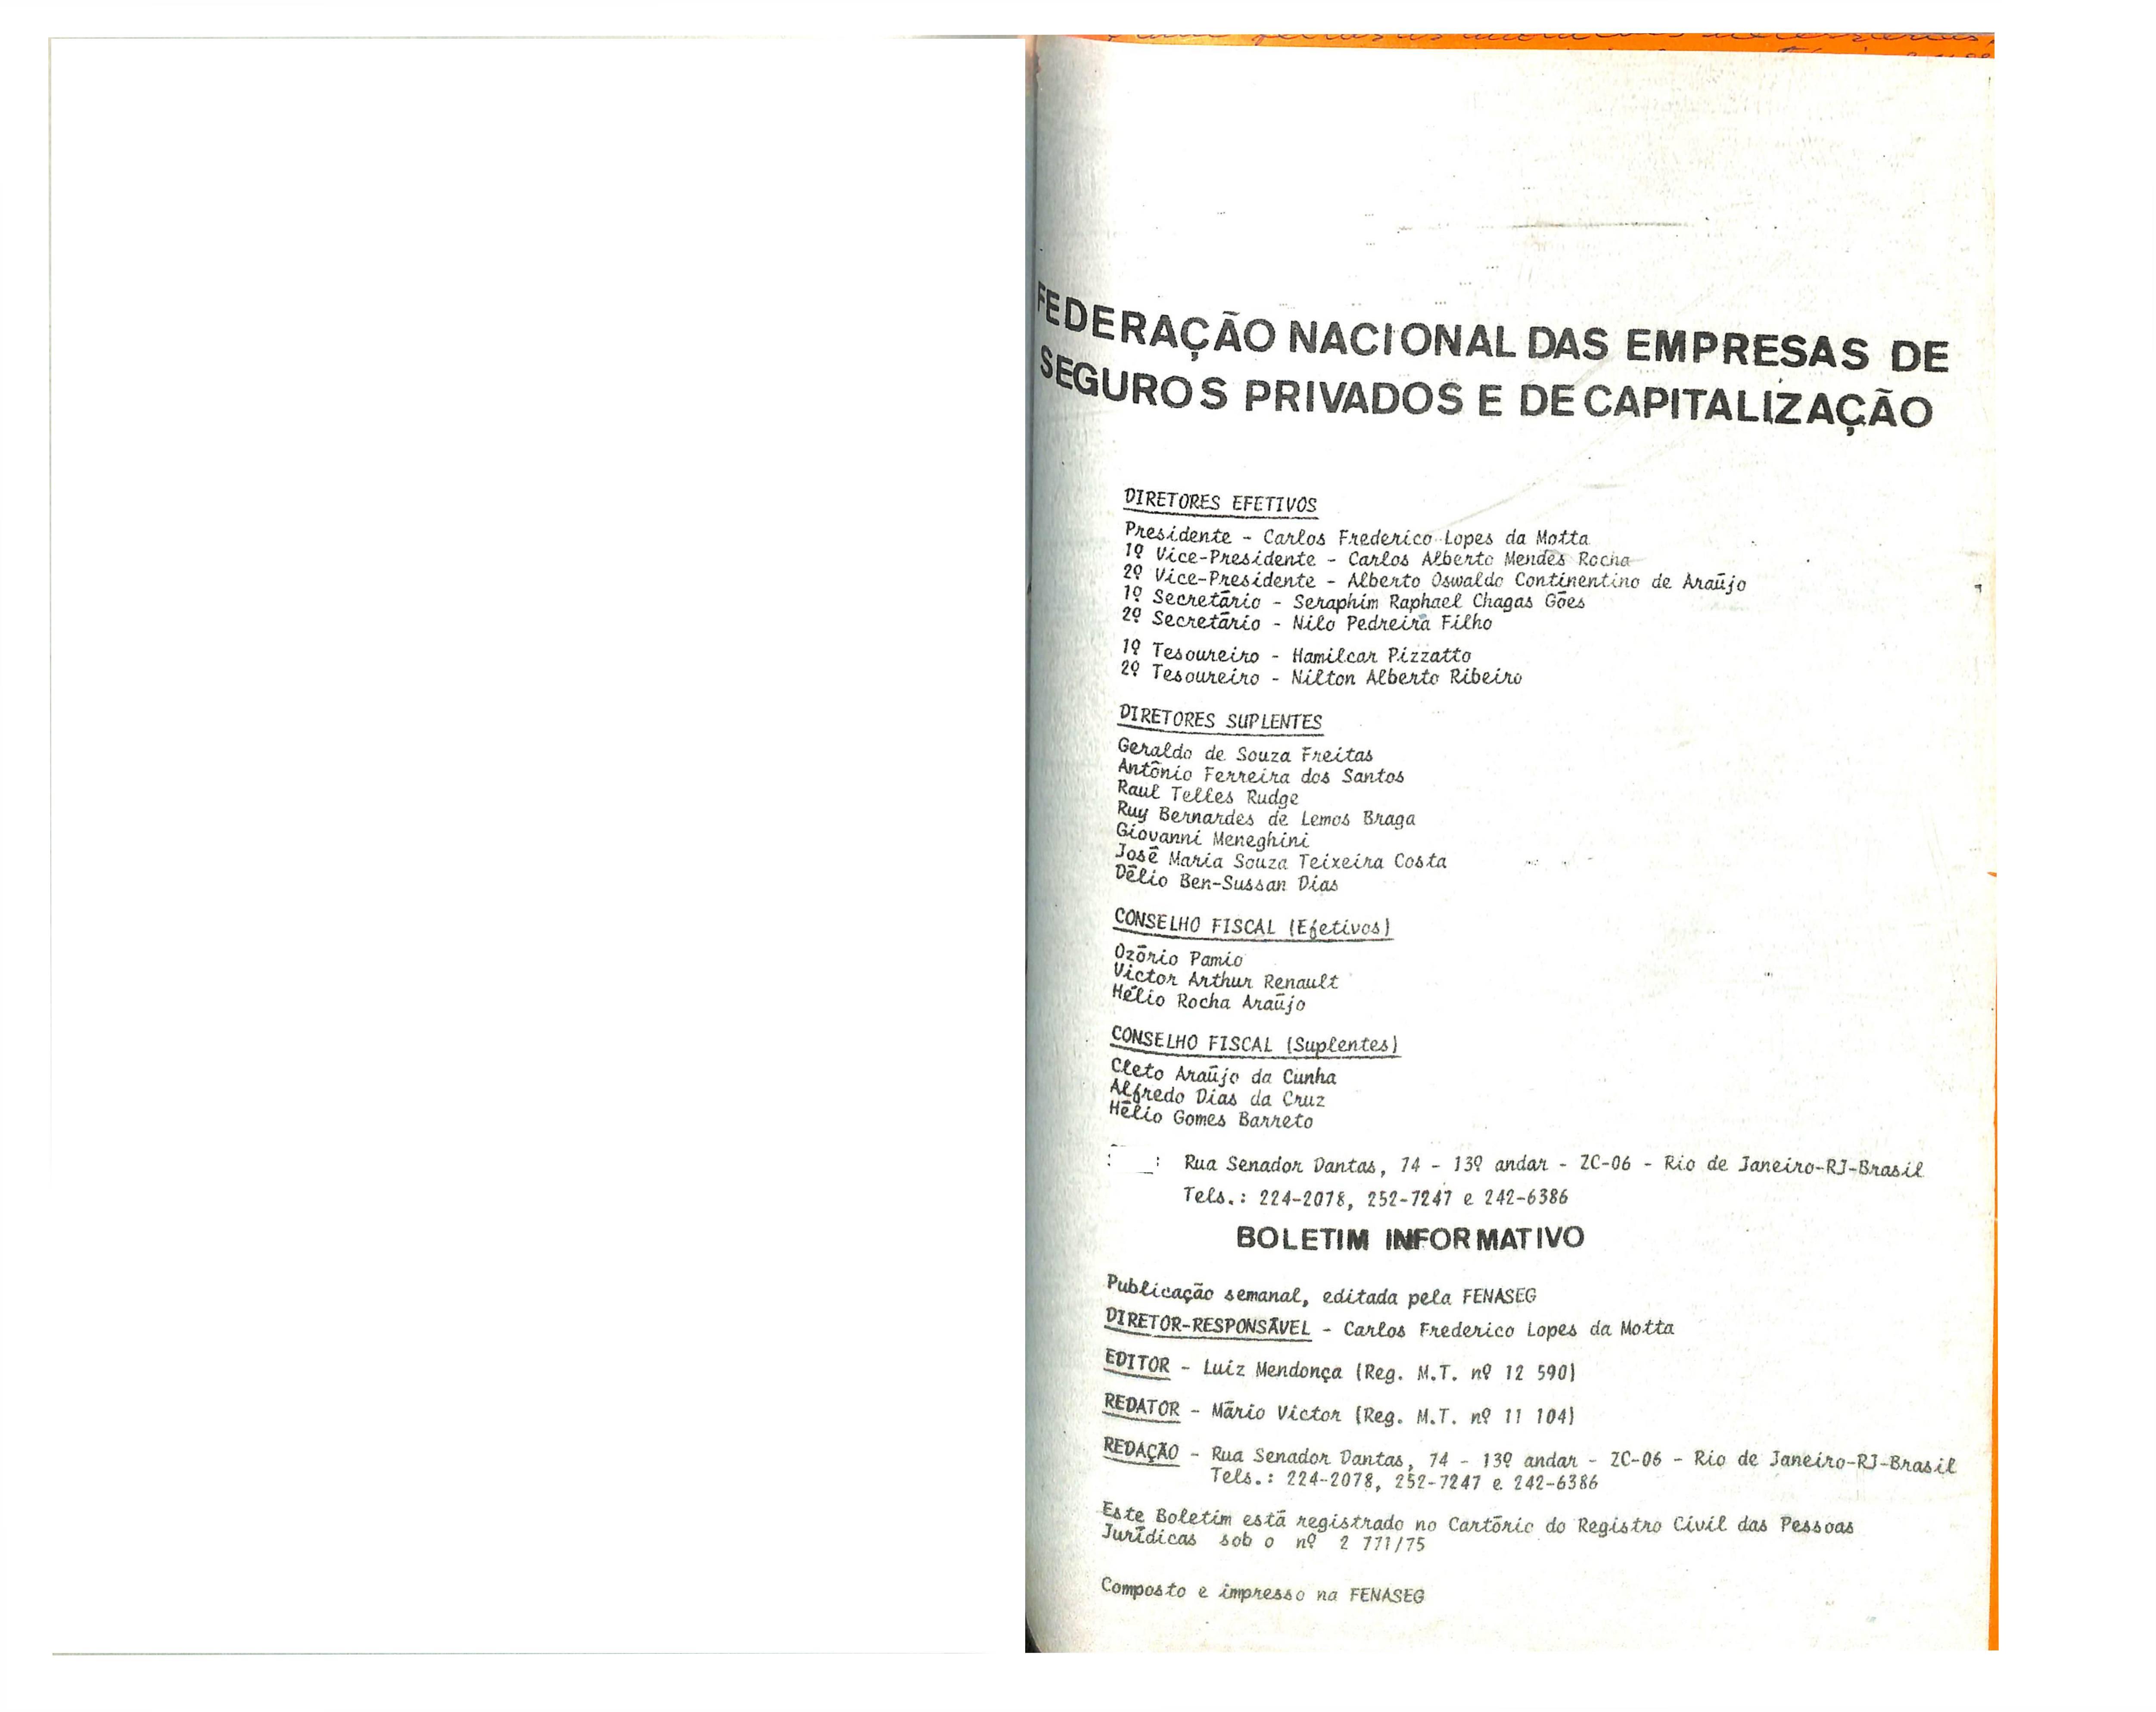 FEDERAÇÃO NACIONAL DAS EMPRESAS DE
SEGUROS PRIVADOS E DE CAPITALIZAÇÃO
DIRETORES EFETIVOS
Presidente - Carlos Frederico Lopes da Motta
1º Vice-Presidente - Carlos Alberto Mendes Rocha
2º Vice-Presidente - Alberto Oswaldo Continentino de Araújo
1º Secretário - Seraphim Raphael Chagas Góes
2º Secretário - Nilo Pedreira Filho
1º Tesoureiro - Hamilcar Pizzatto
2º Tesoureiro - Nilton Alberto Ribeiro
DIRETORES SUPLENTES
Geraldo de Souza Freitas
Antônio Ferreira dos Santos
Raul Telles Rudge
Ruy Bernardes de Lemos Braga
Giovanni Meneghini
José Maria Souza Teixeira Costa
Délio Ben-Sussan Dias
CONSELHO FISCAL (Efetivos)
Ozório Pamio
Victor Arthur Renault
Hélio Rocha Araújo
CONSELHO FISCAL (Suplentes)
Cleto Araújo da Cunha
Alfredo Dias da Cruz
Hélio Gomes Barreto
: Rua Senador Dantas, 74 - 13º andar - ZC-06 - Rio de Janeiro-RJ-Brasil
Tels.: 224-2078, 252-7247 e 242-6386
BOLETIM INFORMATIVO
Publicação semanal, editada pela FENASEG
DIRETOR-RESPONSÁVEL - Carlos Frederico Lopes da Motta
EDITOR - Luiz Mendonça (Reg. M.T. nº 12 590)
REDATOR - Mário Victor (Reg. M.T. nº 11 104)
REDAÇÃO - Rua Senador Dantas, 74 - 13º andar - ZC-06 - Rio de Janeiro-RJ-Brasil
Tels.: 224-2078, 252-7247 e 242-6386
Este Boletim está registrado no Cartório do Registro Civil das Pessoas
Jurídicas sob o nº 2 771/75
Composto e impresso na FENASEG